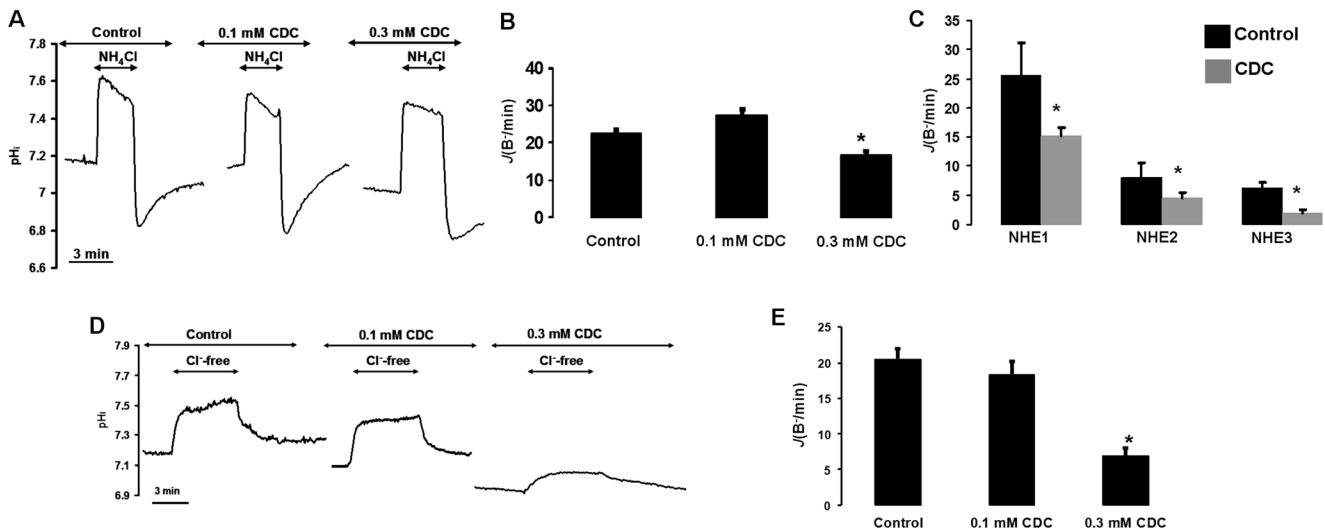 A
Control
0.1 mM CDC
0.3 mM CDC
NH₄Cl
NH₄Cl
NH₄Cl
pHᵢ
7.8
7.6
7.4
7.2
7
6.8
6.6
3 min
B
J(B⁻/min)
40
30
20
10
0
Control
0.1 mM CDC
0.3 mM CDC
*
C
J(B⁻/min)
35
30
25
20
15
10
5
0
Control
CDC
*
*
*
NHE1
NHE2
NHE3
D
Control
0.1 mM CDC
0.3 mM CDC
Cl⁻-free
Cl⁻-free
Cl⁻-free
pHᵢ
7.9
7.7
7.5
7.3
7.1
6.9
3 min
E
J(B⁻/min)
25
20
15
10
5
0
*
Control
0.1 mM CDC
0.3 mM CDC